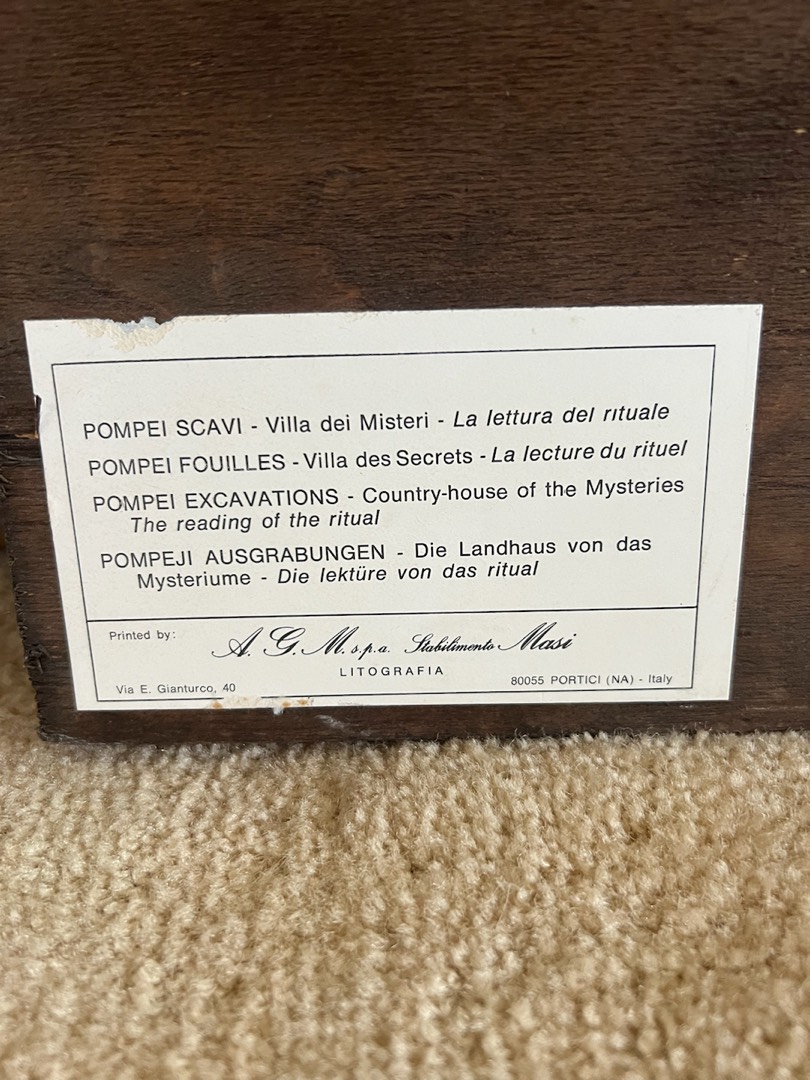 POMPEI SCAVI - Villa dei Misteri - La lettura del rituale
POMPEI FOUILLES - Villa des Secrets - La lecture du rituel
POMPEI EXCAVATIONS - Country-house of the Mysteries
The reading of the ritual
POMPEJI AUSGRABUNGEN - Die Landhaus von das
Mysteriume - Die lektüre von das ritual
Printed by: A. G. M. s.p.a. Stabilimento Masi
LITOGRAFIA
Via E. Gianturco, 40 80055 PORTICI (NA) - Italy